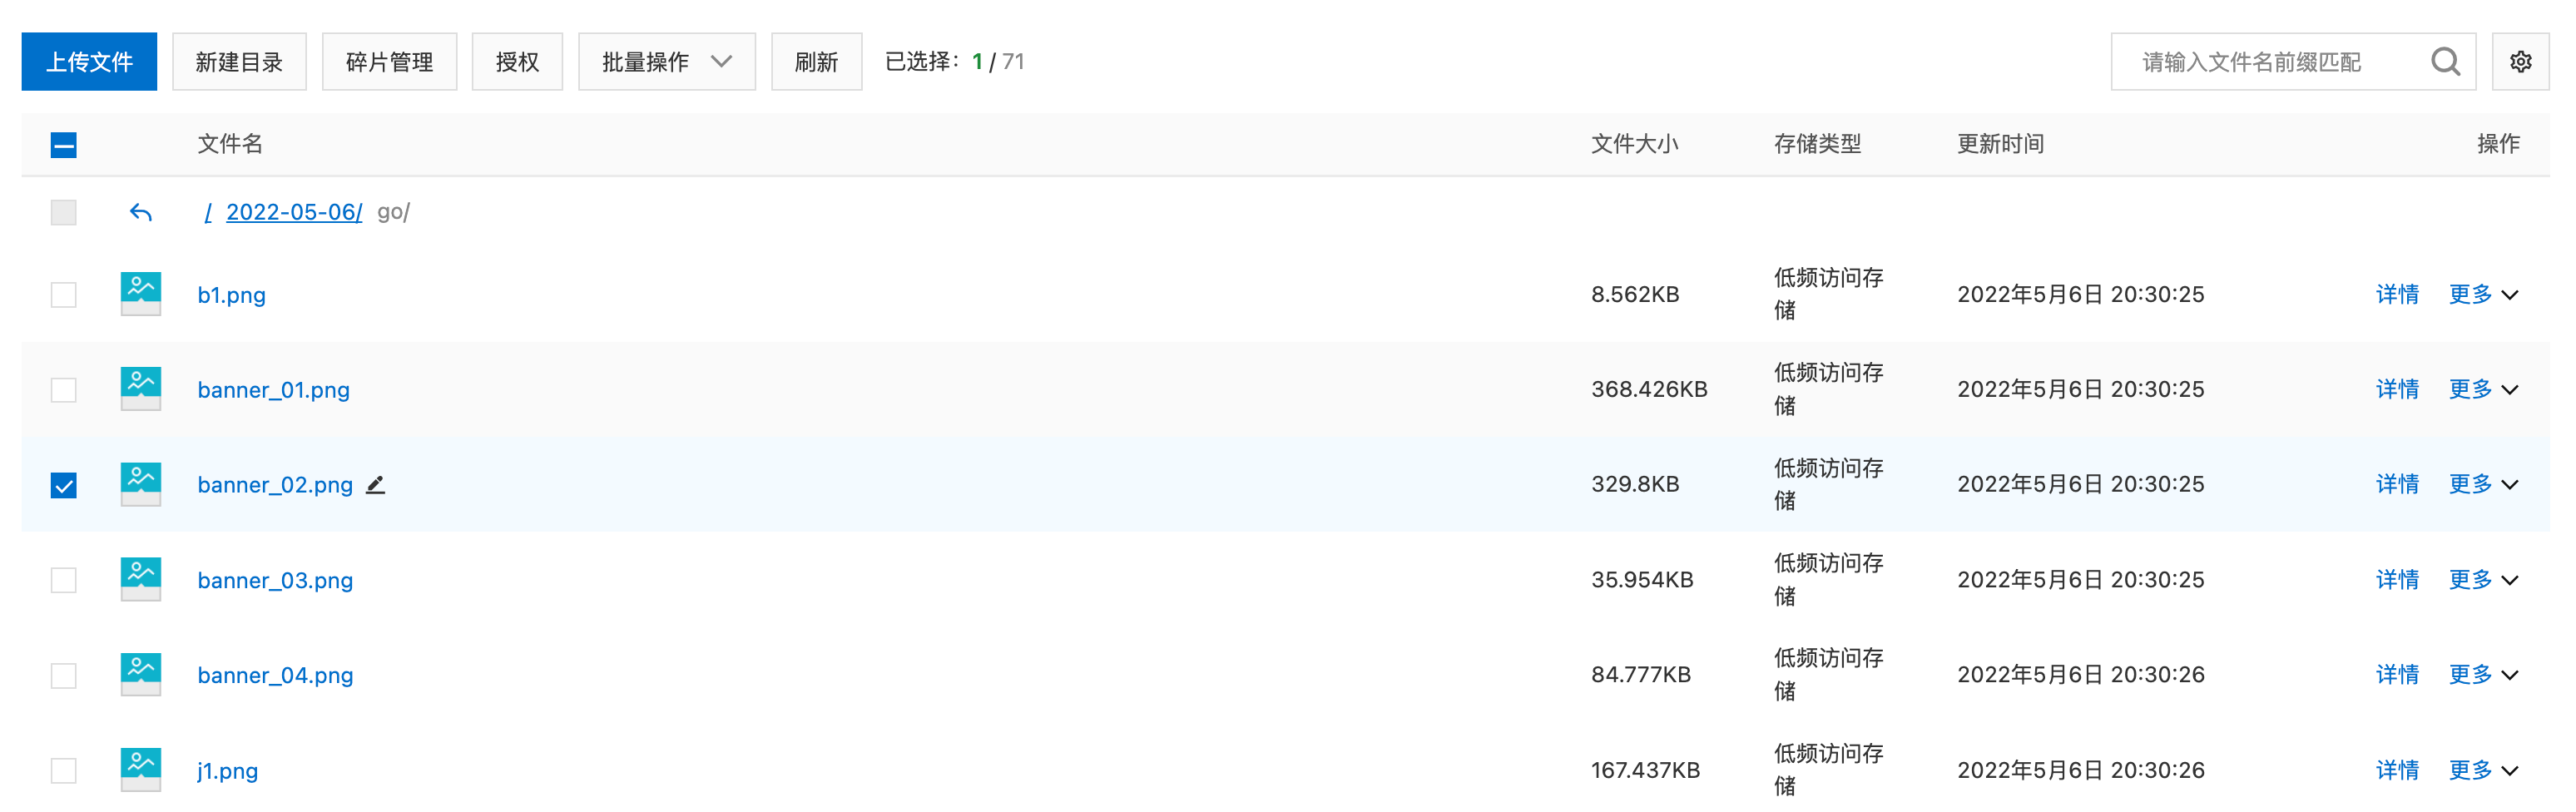 上传文件 新建目录 碎片管理 授权 批量操作 刷新 已选择：1 / 71 请输入文件名前缀匹配
文件名 文件大小 存储类型 更新时间 操作
/ 2022-05-06/ go/
b1.png 8.562KB 低频访问存储 2022年5月6日 20:30:25 详情 更多
banner_01.png 368.426KB 低频访问存储 2022年5月6日 20:30:25 详情 更多
banner_02.png 329.8KB 低频访问存储 2022年5月6日 20:30:25 详情 更多
banner_03.png 35.954KB 低频访问存储 2022年5月6日 20:30:25 详情 更多
banner_04.png 84.777KB 低频访问存储 2022年5月6日 20:30:26 详情 更多
j1.png 167.437KB 低频访问存储 2022年5月6日 20:30:26 详情 更多